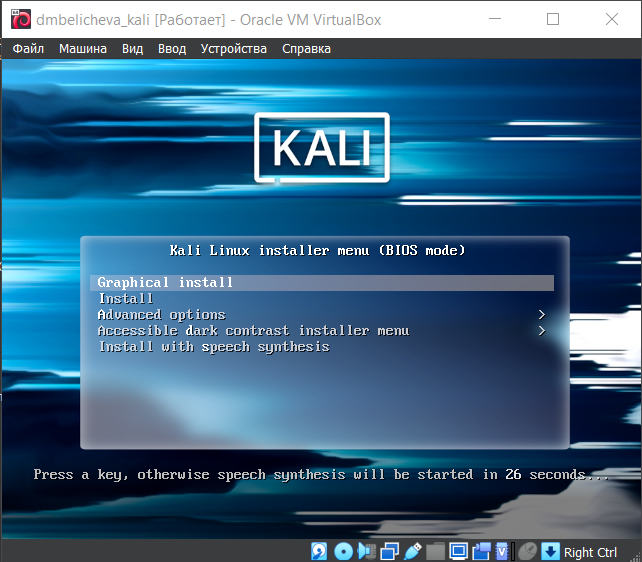 dmbelicheva_kali [Работает] - Oracle VM VirtualBox
Файл Машина Вид Ввод Устройства Справка
KALI
Kali Linux installer menu (BIOS mode)
Graphical install
Install
Advanced options >
Accessible dark contrast installer menu >
Install with speech synthesis
Press a key, otherwise speech synthesis will be started in 26 seconds...
Right Ctrl